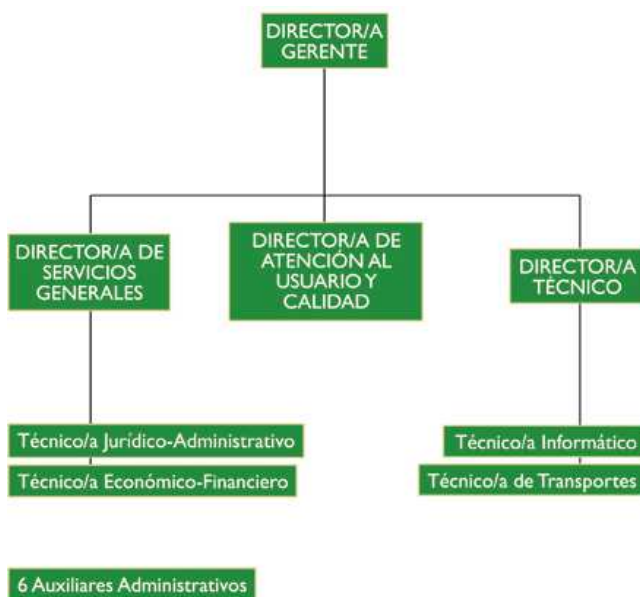 DIRECTOR/A
GERENTE
DIRECTOR/A DE
SERVICIOS
GENERALES
DIRECTOR/A DE
ATENCIÓN AL
USUARIO Y
CALIDAD
DIRECTOR/A
TÉCNICO
Técnico/a Jurídico-Administrativo
Técnico/a Económico-Financiero
Técnico/a Informático
Técnico/a de Transportes
6 Auxiliares Administrativos